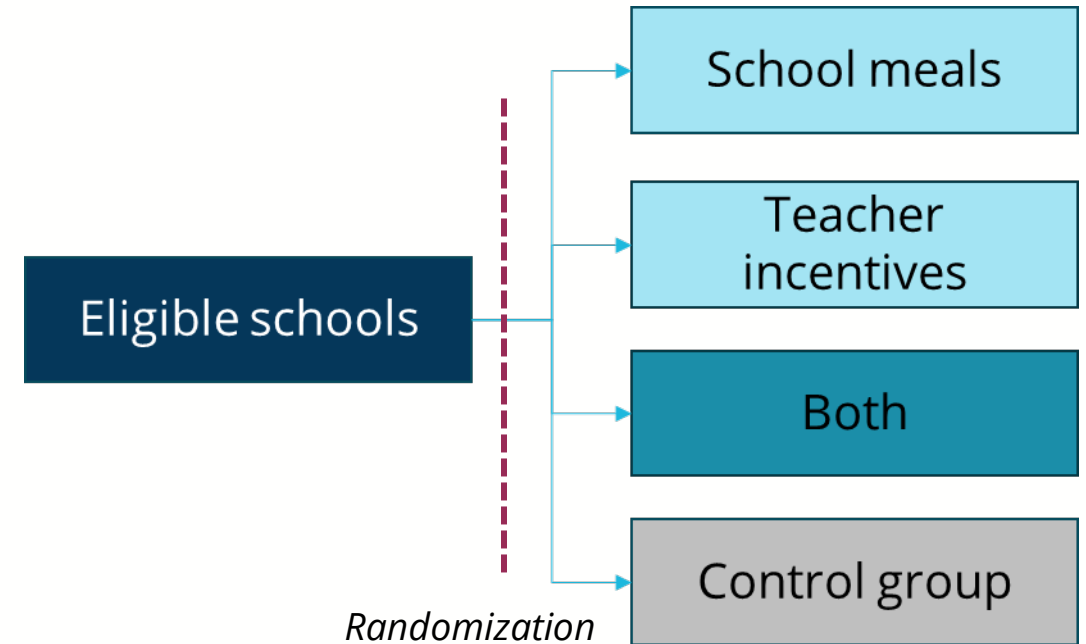 School meals
Teacher
incentives
Eligible schools
Both
Control group
Randomization